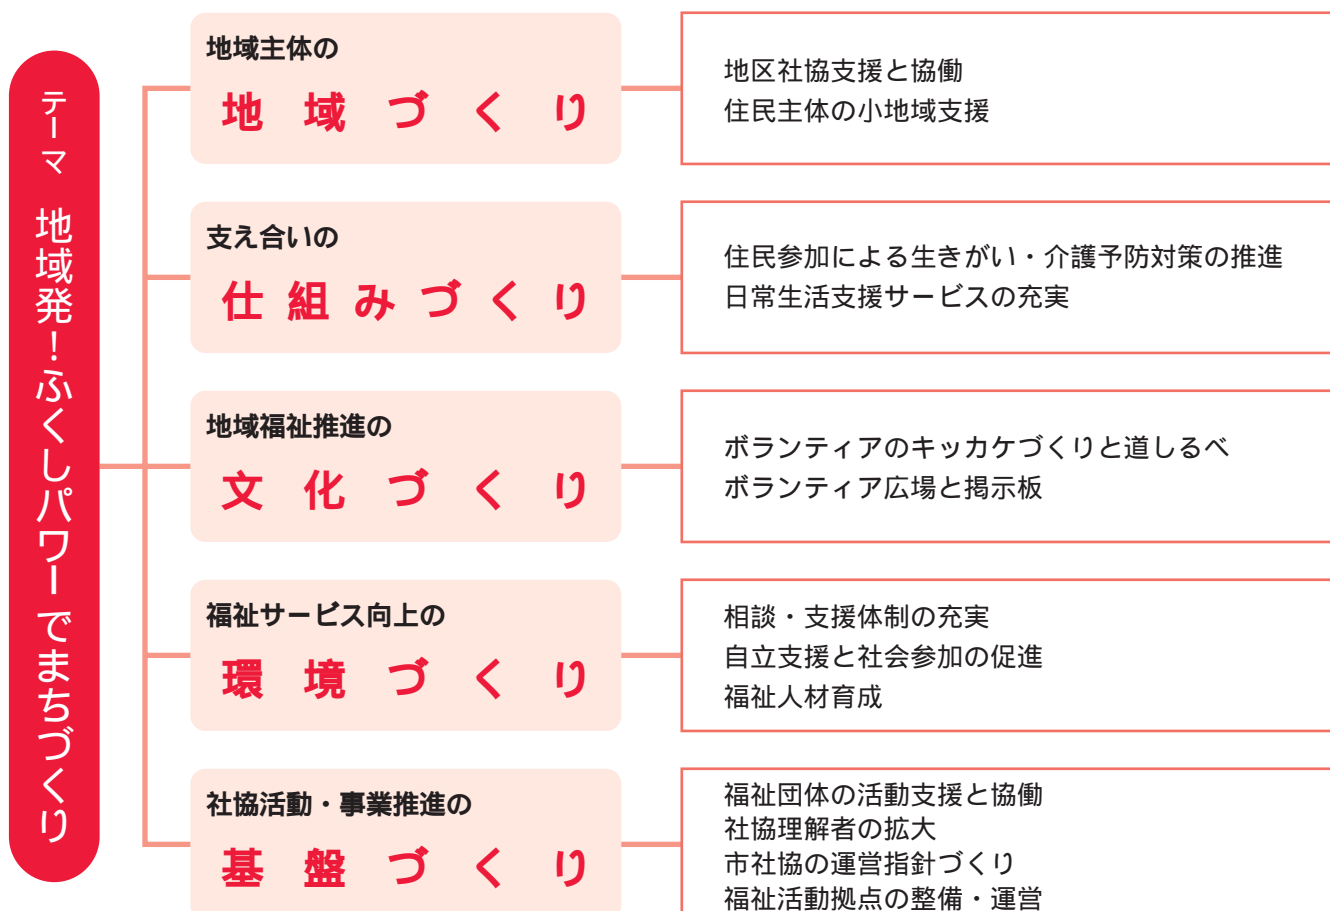 テーマ 地域発！ふくしパワーでまちづくり
地域主体の
地域づくり
地区社協支援と協働
住民主体の小地域支援
支え合いの
仕組みづくり
住民参加による生きがい・介護予防対策の推進
日常生活支援サービスの充実
地域福祉推進の
文化づくり
ボランティアのキッカケづくりと道しるべ
ボランティア広場と掲示板
福祉サービス向上の
環境づくり
相談・支援体制の充実
自立支援と社会参加の促進
福祉人材育成
社協活動・事業推進の
基盤づくり
福祉団体の活動支援と協働
社協理解者の拡大
市社協の運営指針づくり
福祉活動拠点の整備・運営